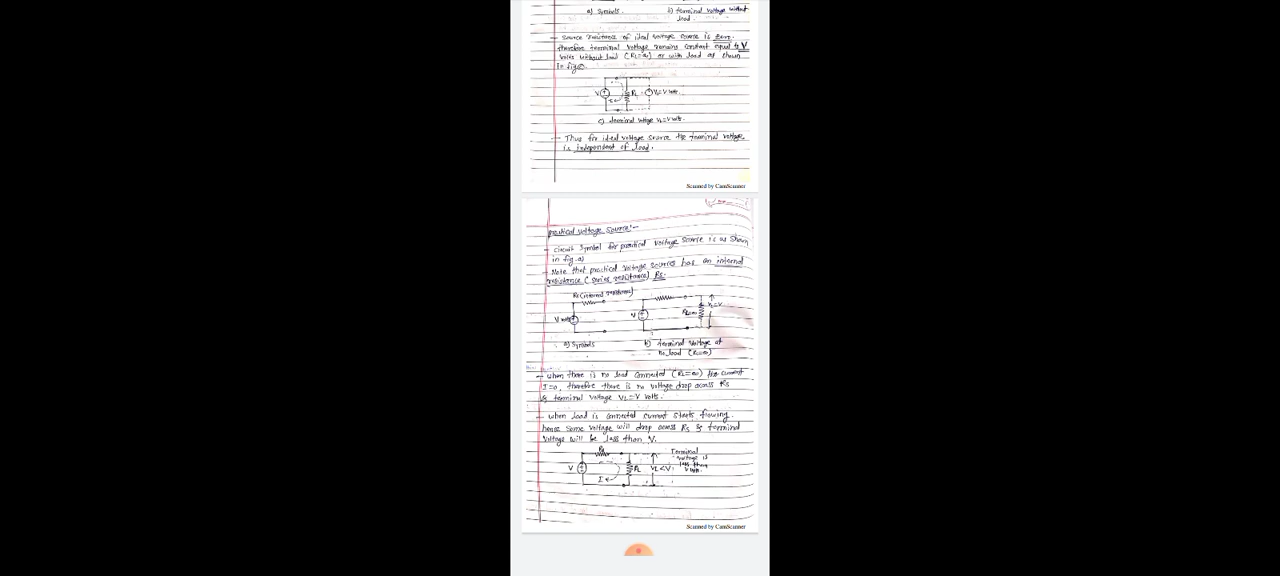 a) Symbols.
b) terminal voltage without
load.
- Source resistance of ideal voltage source is zero.
therefore terminal voltage remains constant equal to V
volts without load (RL=∞) or with load as shown
in fig
V
I
RL
VL=V volts.
c) terminal voltage VL=V volts.
- Thus for ideal voltage source the terminal voltage
is independent of load.
Scanned by CamScanner
practical voltage source:-
- circuit symbol for practical voltage source is as shown
in fig.a)
- Note that practical voltage sources has an internal
resistance (series resistance) Rs.
Rs (internal resistance)
V volts
V
RL=∞
VL=V
a) Symbols
b) terminal voltage at
no load (RL=∞)
- when there is no load connected (RL=∞) the current
I=0, therefore there is no voltage drop across Rs
& terminal voltage VL=V volts.
- when load is connected current starts flowing.
hence some voltage will drop across Rs & terminal
voltage will be less than V.
Rs
V
I
RL
VL<V
Terminal
voltage is
less than
V volts.
Scanned by CamScanner